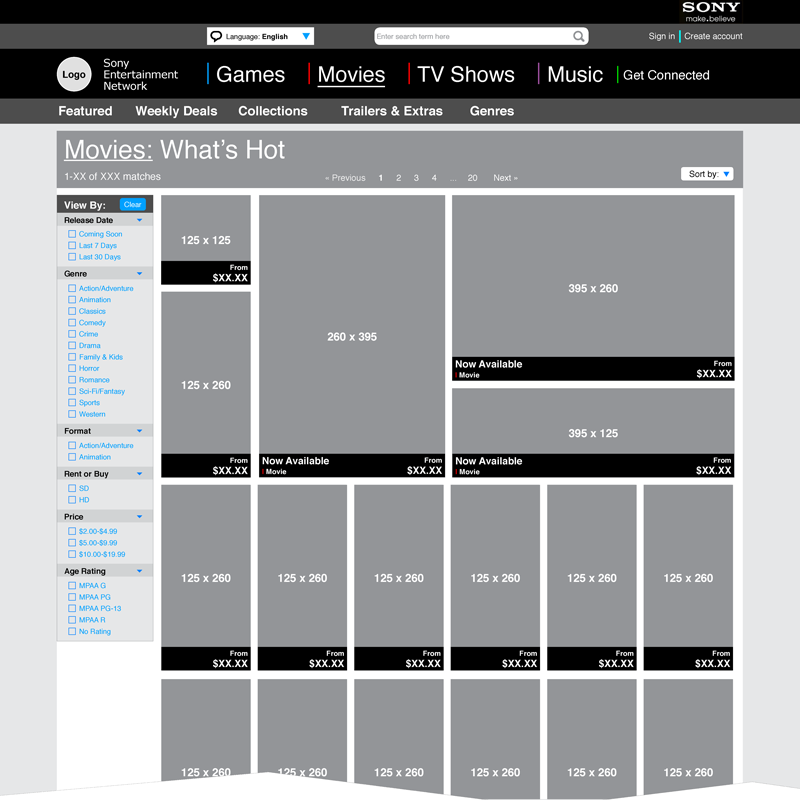 SONY
make.believe
Language: English
Enter search term here
Sign in
Create account
Logo
Sony
Entertainment
Network
Games
Movies
TV Shows
Music
Get Connected
Featured
Weekly Deals
Collections
Trailers & Extras
Genres
Movies: What's Hot
1-XX of XXX matches
« Previous 1 2 3 4 ... 20 Next »
Sort by:
View By:
Clear
Release Date
Coming Soon
Last 7 Days
Last 30 Days
Genre
Action/Adventure
Animation
Classics
Comedy
Crime
Drama
Family & Kids
Horror
Romance
Sci-Fi/Fantasy
Sports
Western
Format
Action/Adventure
Animation
Rent or Buy
SD
HD
Price
$2.00-$4.99
$5.00-$9.99
$10.00-$19.99
Age Rating
MPAA G
MPAA PG
MPAA PG-13
MPAA R
No Rating
125 x 125
From
$XX.XX
125 x 260
From
$XX.XX
260 x 395
Now Available
Movie
From
$XX.XX
395 x 260
Now Available
Movie
From
$XX.XX
395 x 125
Now Available
Movie
From
$XX.XX
125 x 260
From
$XX.XX
125 x 260
From
$XX.XX
125 x 260
From
$XX.XX
125 x 260
From
$XX.XX
125 x 260
From
$XX.XX
125 x 260
From
$XX.XX
125 x 260
125 x 260
125 x 260
125 x 260
125 x 260
125 x 260